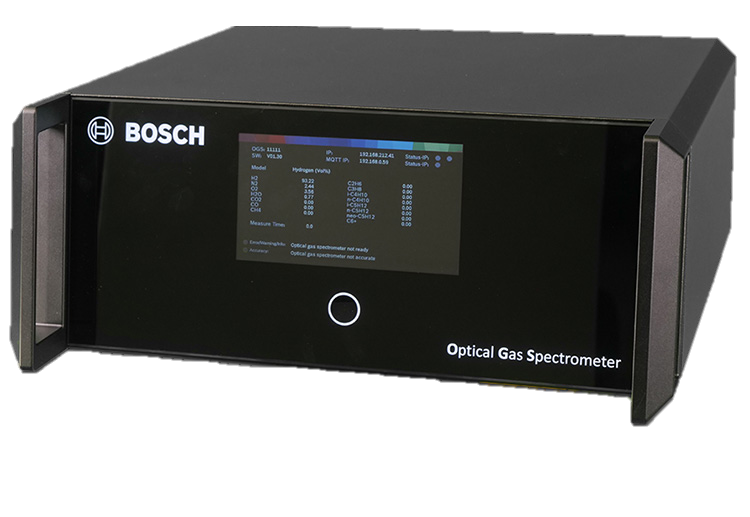 BOSCH
OGS: 11111
IP: 192.168.212.41 Status-IP:
SW: V01.30
MQTT IP: 192.168.0.59 Status-IP:
Model Hydrogen (Vol%)
H2 93.22 C2H6 0.00
N2 2.44 C3H8 0.00
O2 3.56 i-C4H10 0.00
H2O 0.77 n-C4H10 0.00
CO2 0.00 i-C5H12 0.00
CO 0.00 n-C5H12 0.00
CH4 0.00 neo-C5H12 0.00
C6+ 0.00
Measure Time: 0.0
Error/Warning/Info: Optical gas spectrometer not ready
Accuracy: Optical gas spectrometer not accurate
Optical Gas Spectrometer